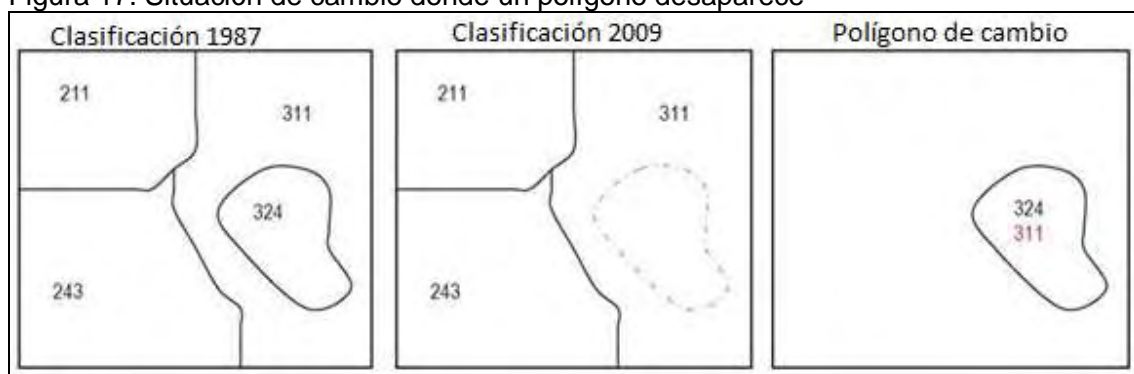 Figura 17. Situación de cambio donde un polígono desaparece
Clasificación 1987
211
311
324
243
Clasificación 2009
211
311
243
Polígono de cambio
324
311